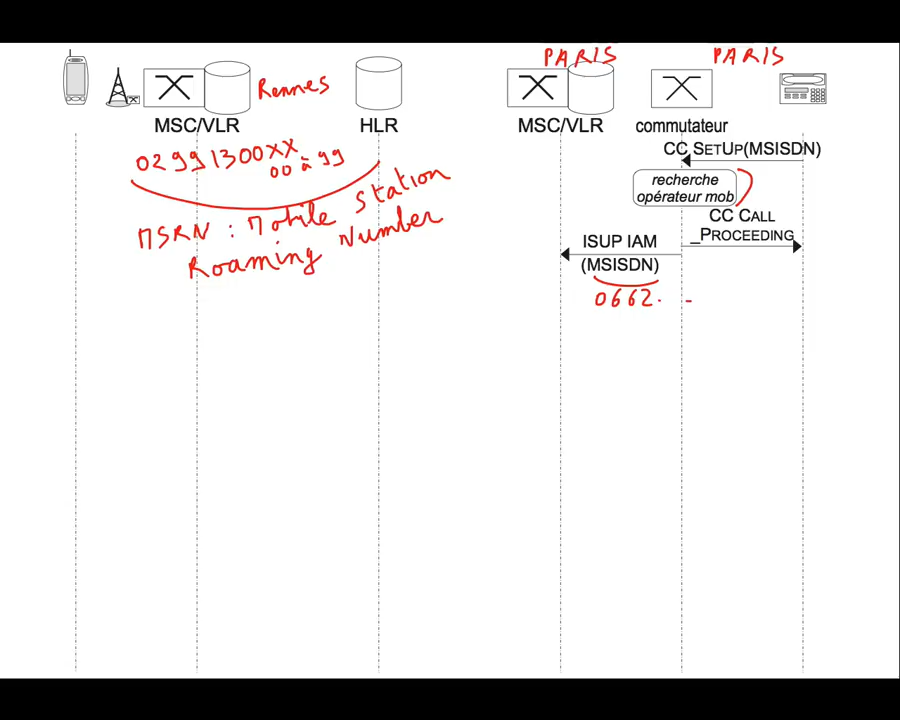 PARIS PARIS
Rennes
MSC/VLR HLR MSC/VLR commutateur
02991300XX
00 à 99
MSRN : Mobile Station
Roaming Number
CC SETUP(MSISDN)
recherche
opérateur mob
CC CALL
_PROCEEDING
ISUP IAM
(MSISDN)
0662. -